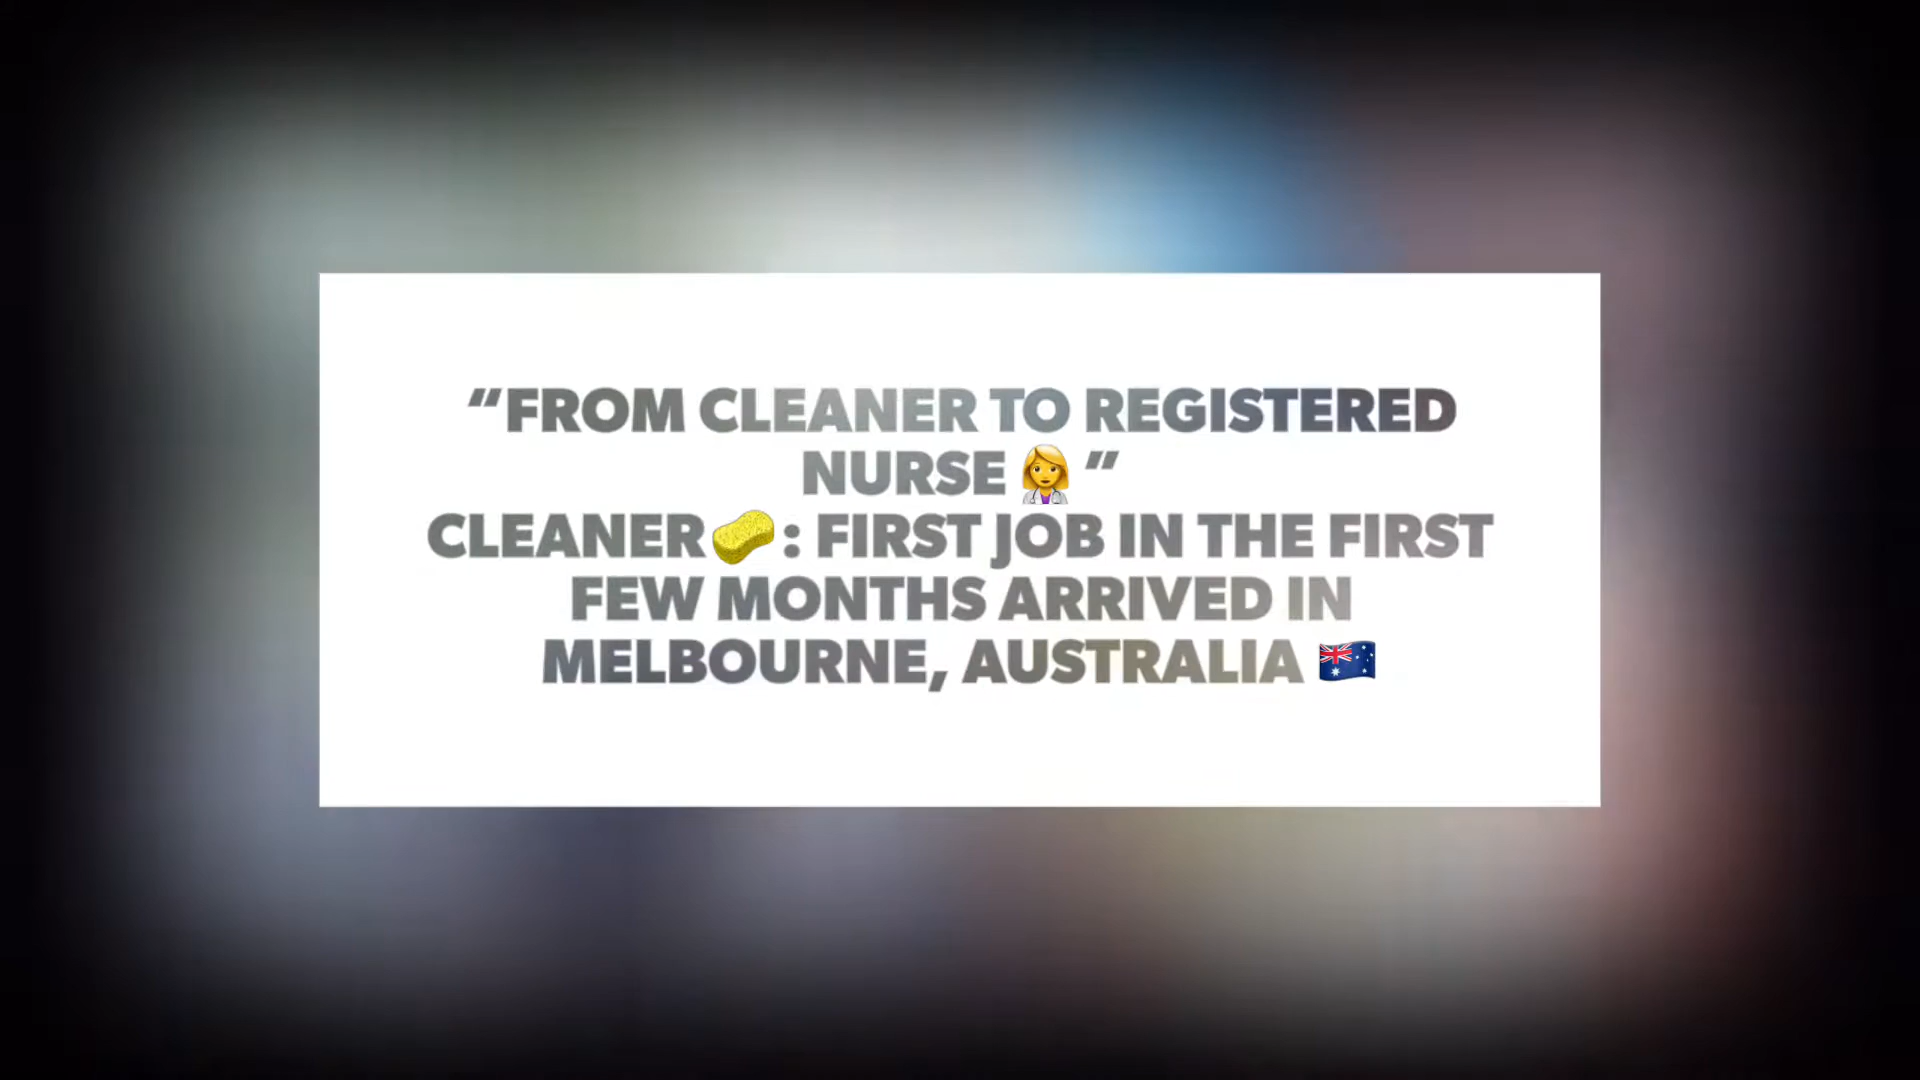 “FROM CLEANER TO REGISTERED
NURSE 👩‍⚕️ ”
CLEANER🧽: FIRST JOB IN THE FIRST
FEW MONTHS ARRIVED IN
MELBOURNE, AUSTRALIA 🇦🇺